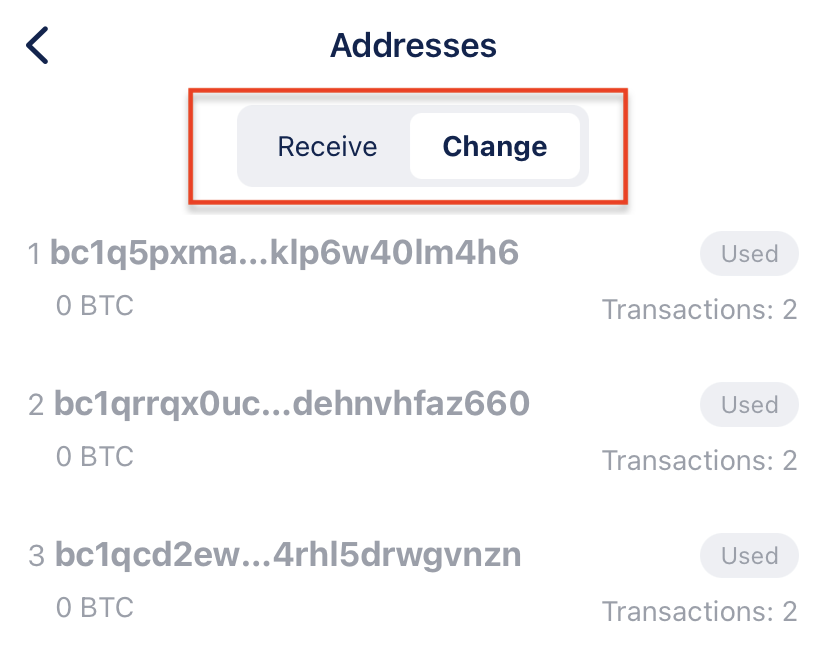 Addresses
Receive Change
1 bc1q5pxma...klp6w40lm4h6 Used
0 BTC Transactions: 2
2 bc1qrrqx0uc...dehnvhfaz660 Used
0 BTC Transactions: 2
3 bc1qcd2ew...4rhl5drwgvnzn Used
0 BTC Transactions: 2